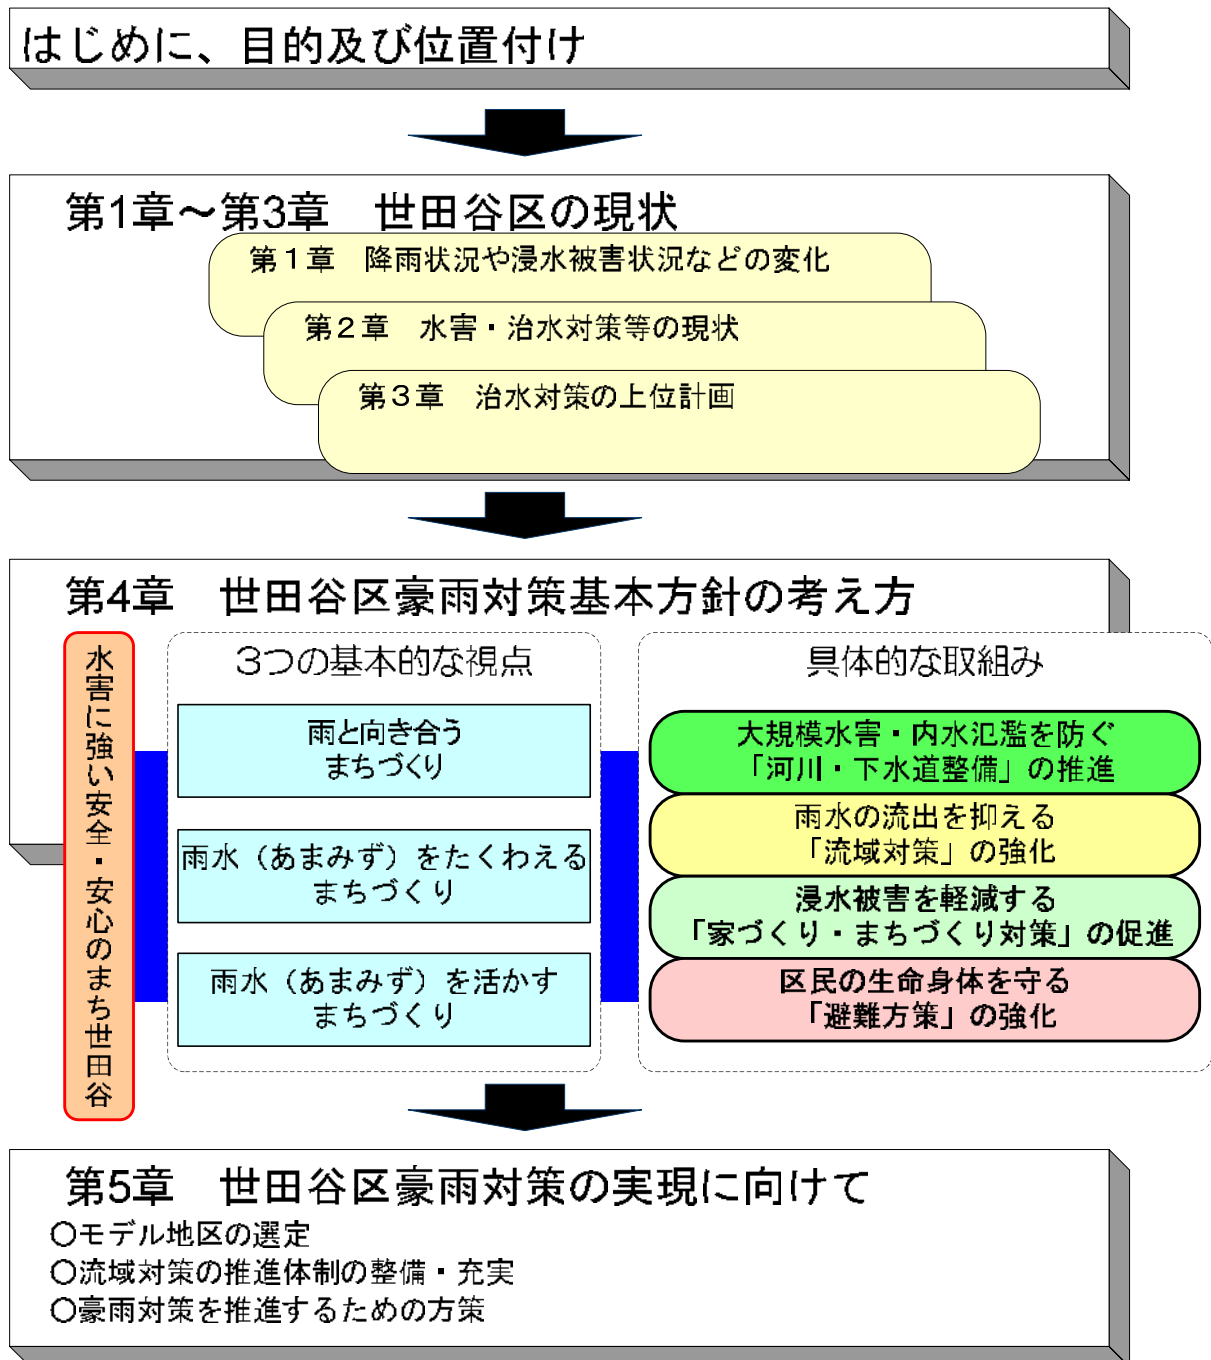 はじめに、目的及び位置付け
第1章～第3章　世田谷区の現状
第１章　降雨状況や浸水被害状況などの変化
第２章　水害・治水対策等の現状
第３章　治水対策の上位計画
第4章　世田谷区豪雨対策基本方針の考え方
水害に強い安全・安心のまち世田谷
３つの基本的な視点
雨と向き合う
まちづくり
雨水（あまみず）をたくわえる
まちづくり
雨水（あまみず）を活かす
まちづくり
具体的な取組み
大規模水害・内水氾濫を防ぐ
「河川・下水道整備」の推進
雨水の流出を抑える
「流域対策」の強化
浸水被害を軽減する
「家づくり・まちづくり対策」の促進
区民の生命身体を守る
「避難方策」の強化
第5章　世田谷区豪雨対策の実現に向けて
○モデル地区の選定
○流域対策の推進体制の整備・充実
○豪雨対策を推進するための方策